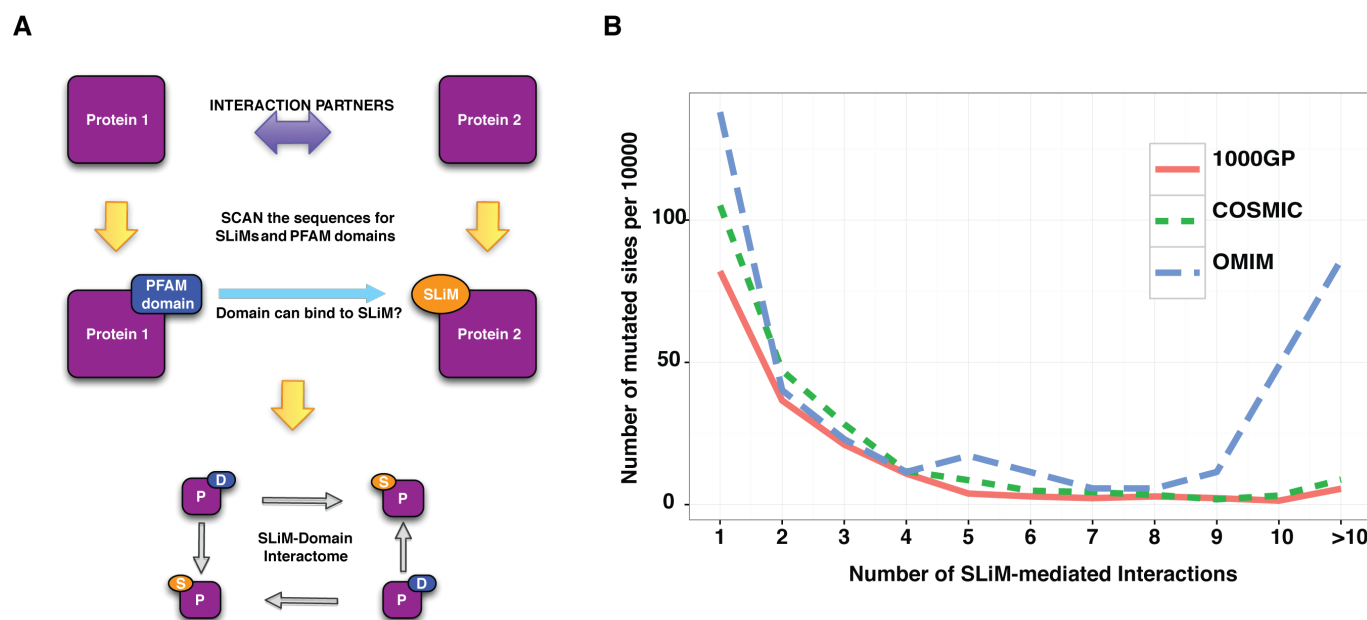 A
Protein 1
INTERACTION PARTNERS
Protein 2
SCAN the sequences for
SLiMs and PFAM domains
PFAM
domain
Protein 1
Domain can bind to SLiM?
SLiM
Protein 2
P
D
S
P
SLiM-Domain
Interactome
S
P
P
D
B
Number of mutated sites per 10000
100
50
0
1000GP
COSMIC
OMIM
1 2 3 4 5 6 7 8 9 10 >10
Number of SLiM-mediated Interactions